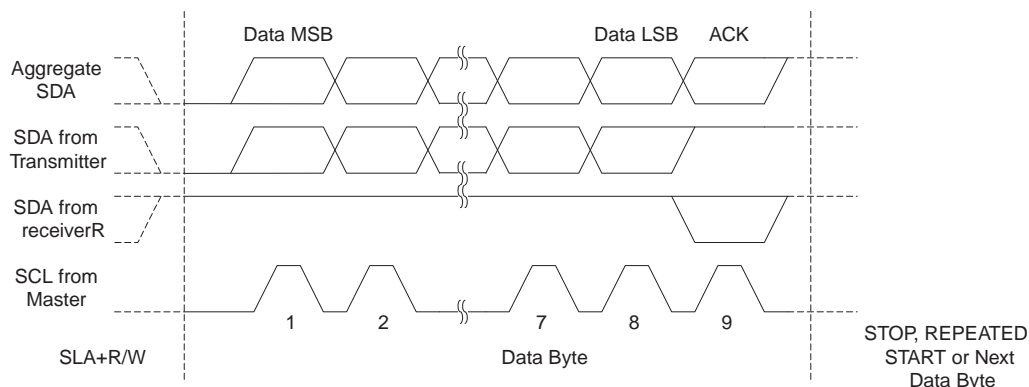 Data MSB
Data LSB
ACK
Aggregate
SDA
SDA from
Transmitter
SDA from
receiverR
SCL from
Master
1
2
7
8
9
SLA+R/W
Data Byte
STOP, REPEATED
START or Next
Data Byte